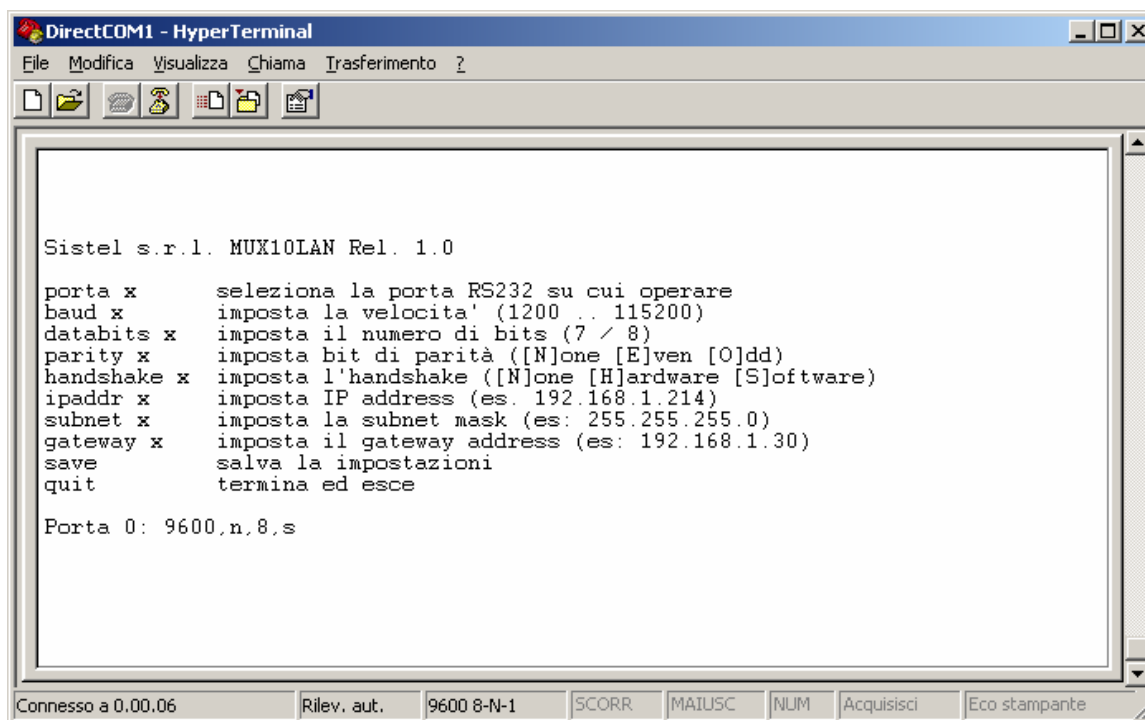 DirectCOM1 - HyperTerminal
File Modifica Visualizza Chiama Trasferimento ?
Sistel s.r.l. MUX10LAN Rel. 1.0
porta x seleziona la porta RS232 su cui operare
baud x imposta la velocita' (1200 .. 115200)
databits x imposta il numero di bits (7 / 8)
parity x imposta bit di parità ([N]one [E]ven [O]dd)
handshake x imposta l'handshake ([N]one [H]ardware [S]oftware)
ipaddr x imposta IP address (es. 192.168.1.214)
subnet x imposta la subnet mask (es: 255.255.255.0)
gateway x imposta il gateway address (es: 192.168.1.30)
save salva la impostazioni
quit termina ed esce
Porta 0: 9600,n,8,s
Connesso a 0.00.06 Rilev. aut. 9600 8-N-1 SCORR MAIUSC NUM Acquisisci Eco stampante